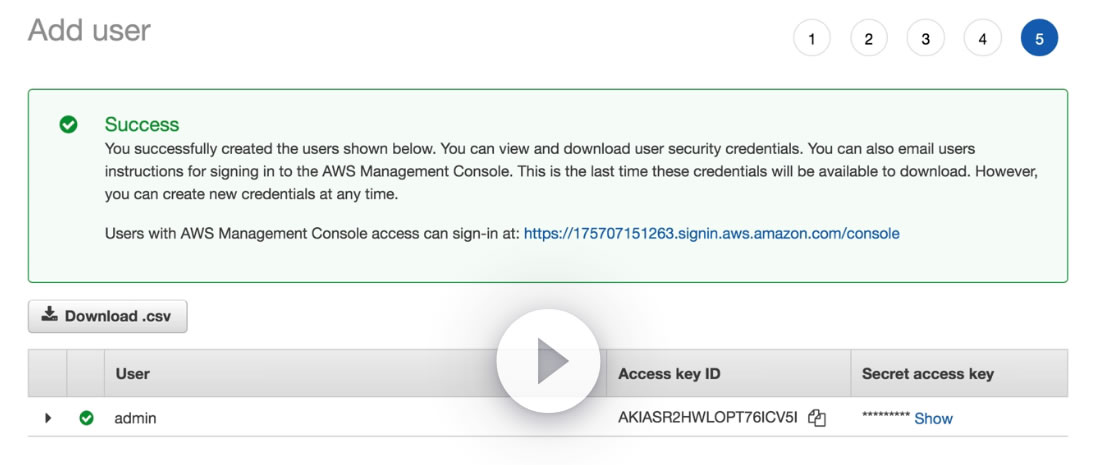 Add user
1 2 3 4 5
Success
You successfully created the users shown below. You can view and download user security credentials. You can also email users
instructions for signing in to the AWS Management Console. This is the last time these credentials will be available to download. However,
you can create new credentials at any time.
Users with AWS Management Console access can sign-in at: https://175707151263.signin.aws.amazon.com/console
Download .csv
User Access key ID Secret access key
admin AKIASR2HWLOPT76ICV5I ********* Show